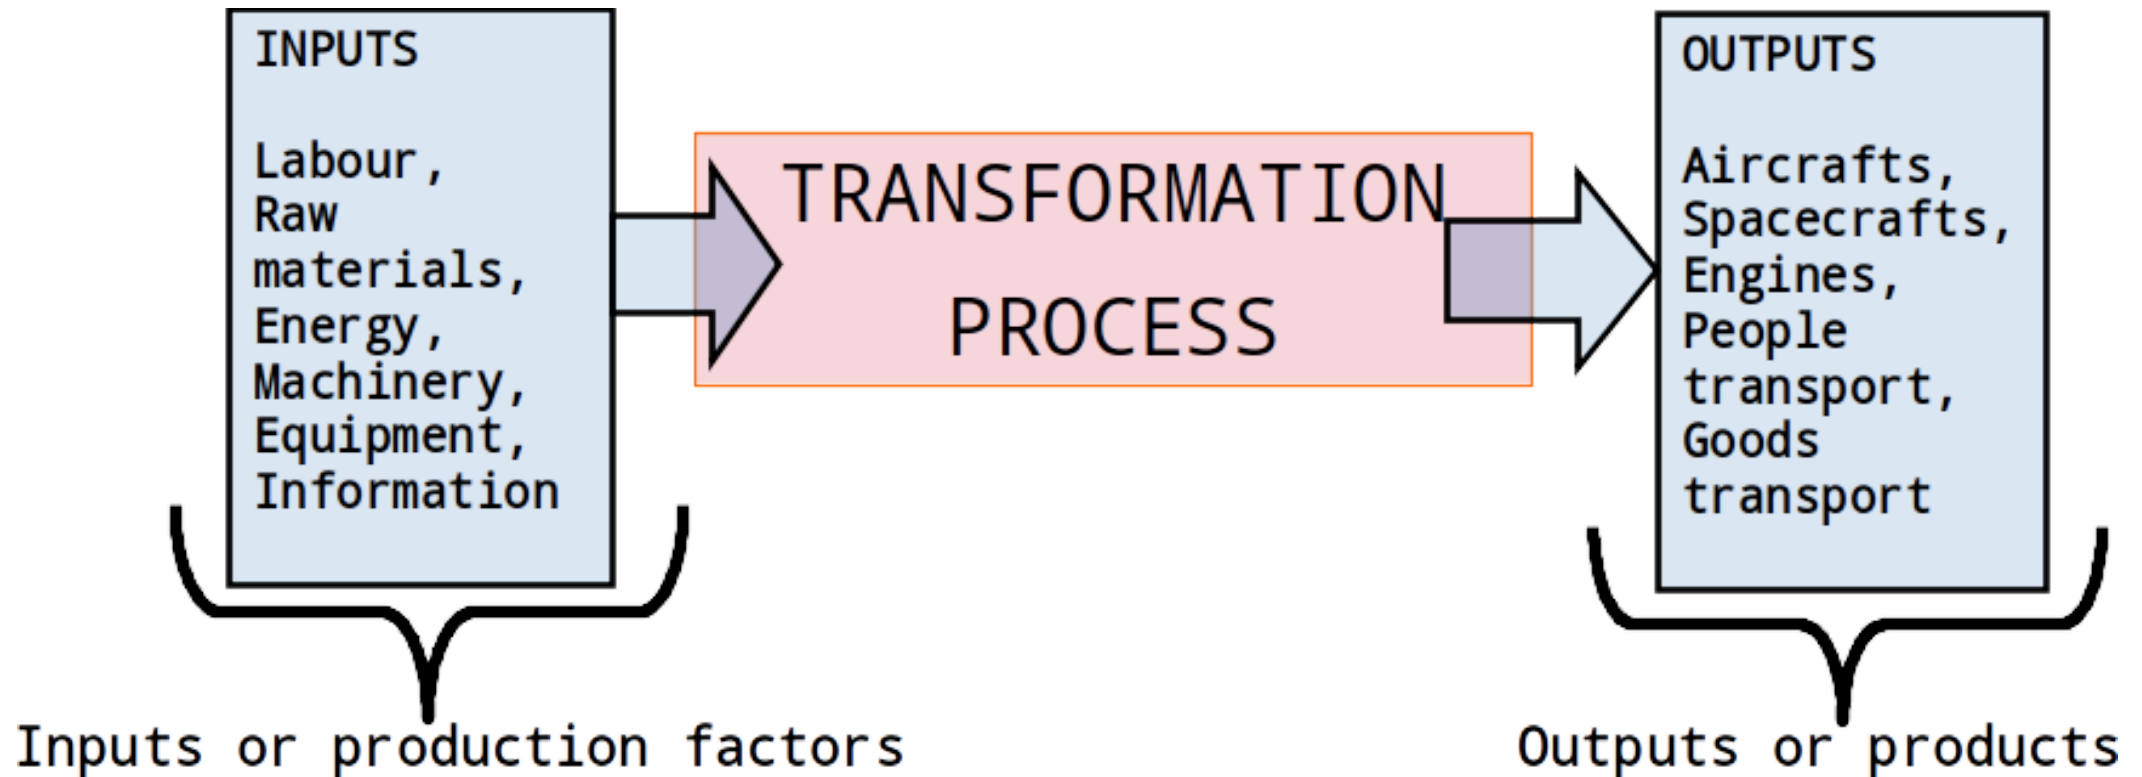 INPUTS
Labour,
Raw
materials,
Energy,
Machinery,
Equipment,
Information
TRANSFORMATION
PROCESS
OUTPUTS
Aircrafts,
Spacecrafts,
Engines,
People
transport,
Goods
transport
Inputs or production factors
Outputs or products